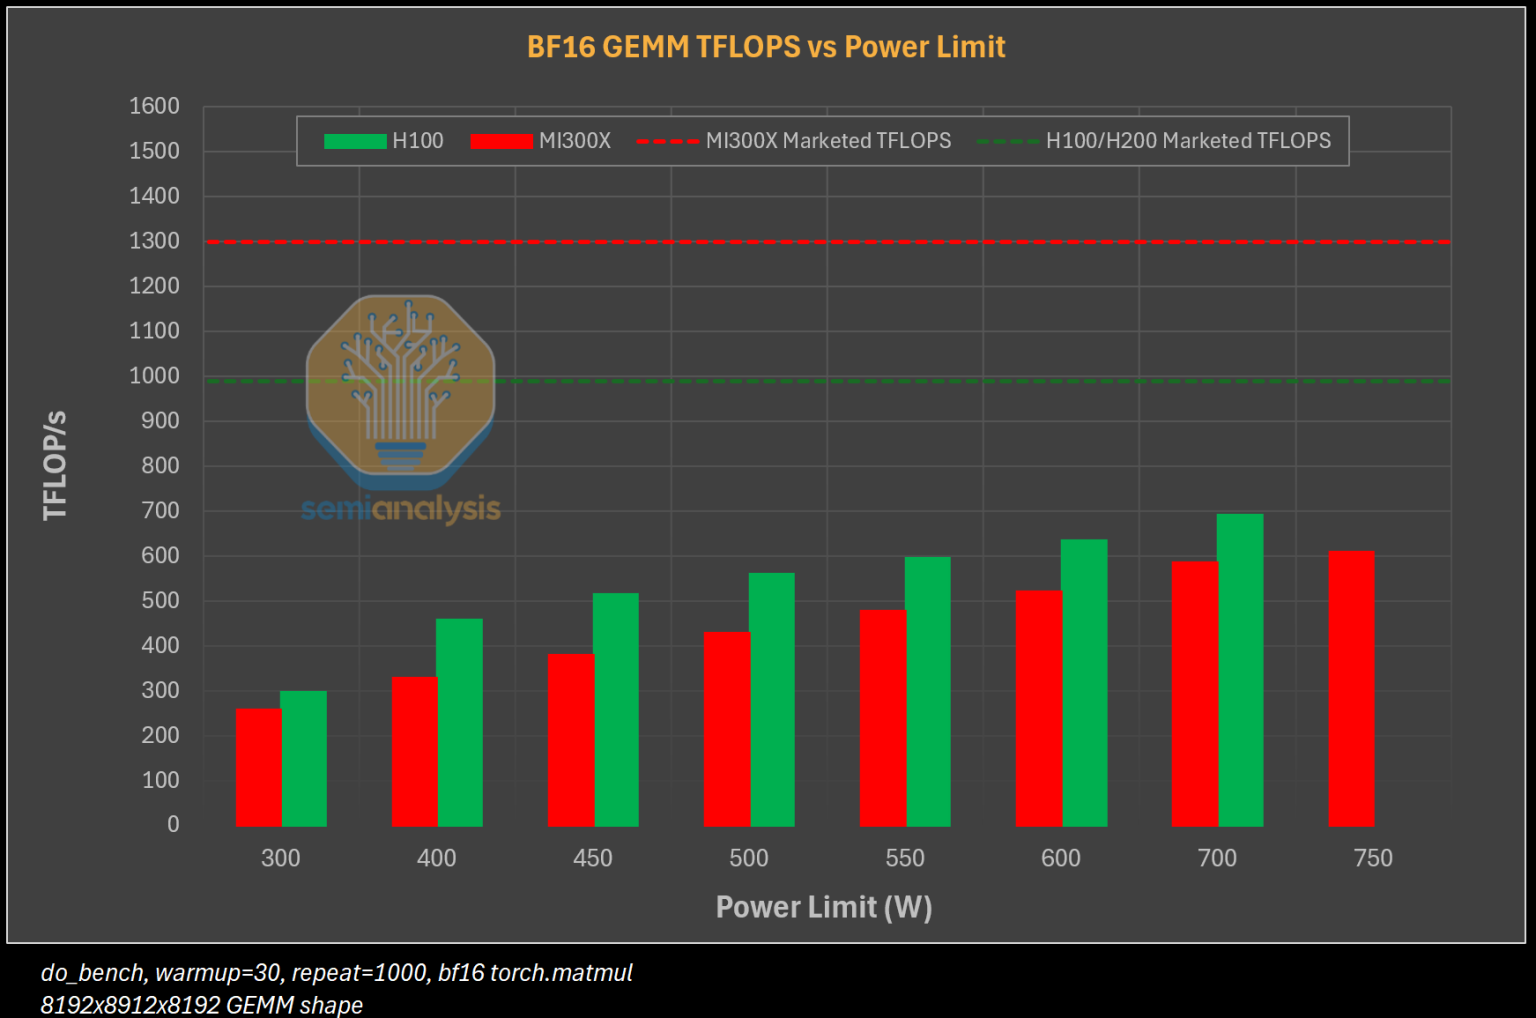 BF16 GEMM TFLOPS vs Power Limit
H100 MI300X MI300X Marketed TFLOPS H100/H200 Marketed TFLOPS
1600
1500
1400
1300
1200
1100
1000
900
800
700
600
500
400
300
200
100
0
TFLOP/s
semianalysis
300 400 450 500 550 600 700 750
Power Limit (W)
do_bench, warmup=30, repeat=1000, bf16 torch.matmul
8192x8912x8192 GEMM shape